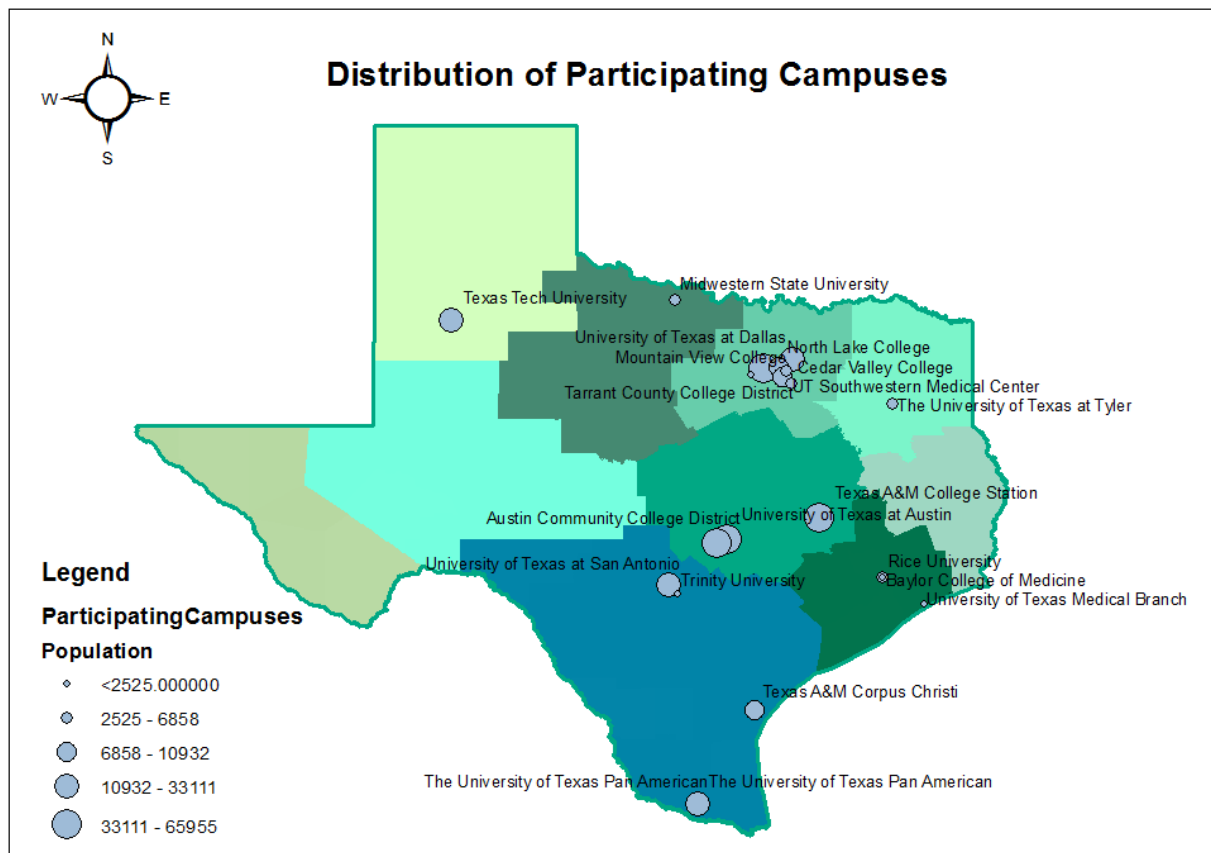 N
Distribution of Participating Campuses
W E
S
Midwestern State University
Texas Tech University
University of Texas at Dallas
North Lake College
Mountain View College
Cedar Valley College
UT Southwestern Medical Center
Tarrant County College District
The University of Texas at Tyler
Texas A&M College Station
Austin Community College District
University of Texas at Austin
University of Texas at San Antonio
Rice University
Trinity University
Baylor College of Medicine
University of Texas Medical Branch
Legend
ParticipatingCampuses
Population
<2525.000000
2525 - 6858
Texas A&M Corpus Christi
6858 - 10932
The University of Texas Pan American
The University of Texas Pan American
10932 - 33111
33111 - 65955